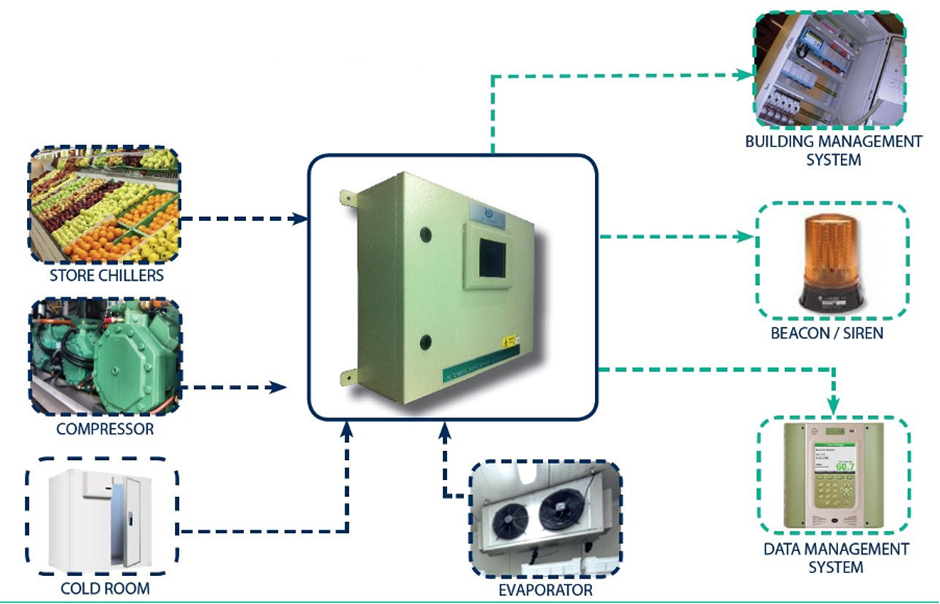 BUILDING MANAGEMENT
SYSTEM
STORE CHILLERS
BEACON / SIREN
COMPRESSOR
60.7
DATA MANAGEMENT
SYSTEM
COLD ROOM
EVAPORATOR